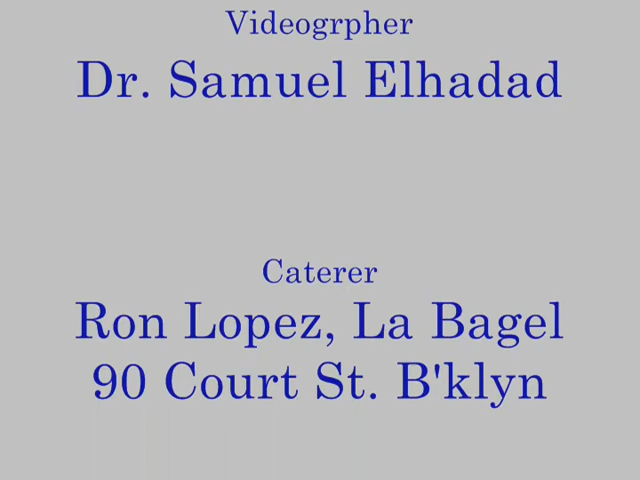 Videogrpher
Dr. Samuel Elhadad
Caterer
Ron Lopez, La Bagel
90 Court St. B'klyn